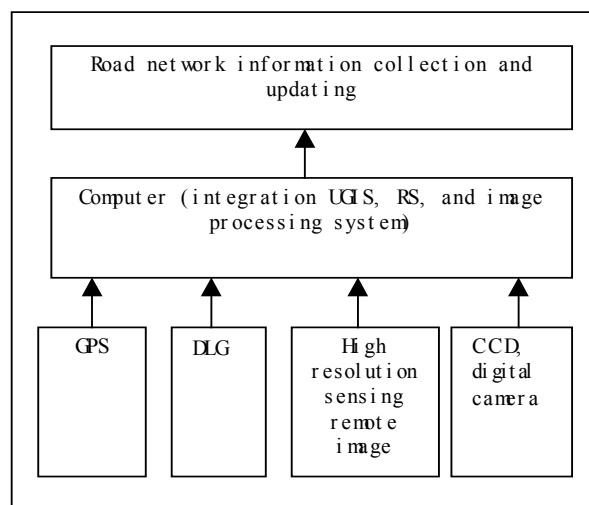 Road network information collection and
updating
Computer (integration UGIS, RS, and image
processing system)
GPS
DLG
High
resolution
sensing
remote
image
CCD,
digital
camera